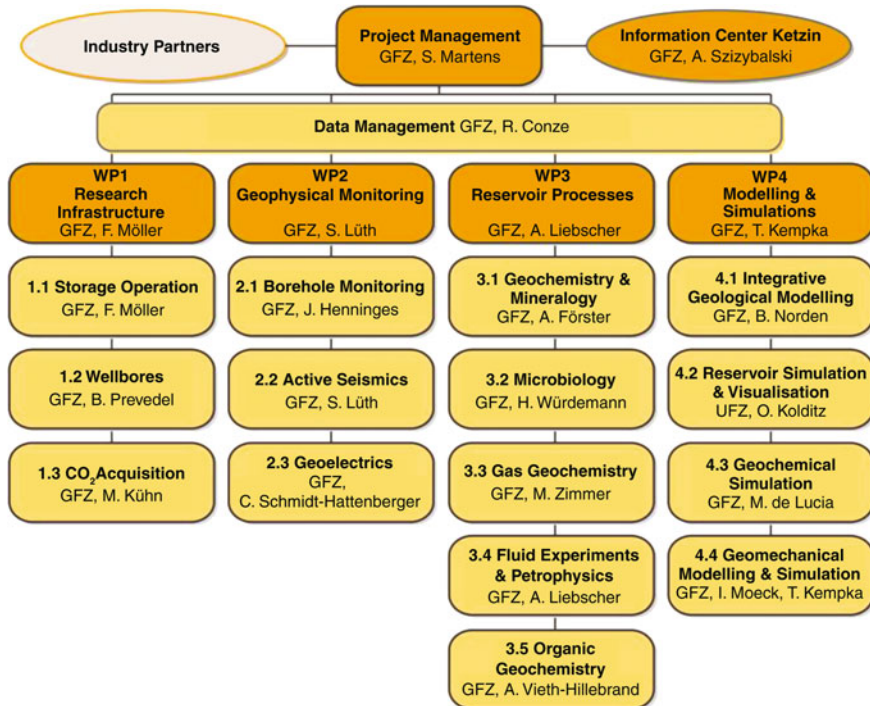 Industry Partners
Project Management
GFZ, S. Martens
Information Center Ketzin
GFZ, A. Szizybalski
Data Management GFZ, R. Conze
WP1
Research
Infrastructure
GFZ, F. Möller
WP2
Geophysical Monitoring
GFZ, S. Lüth
WP3
Reservoir Processes
GFZ, A. Liebscher
WP4
Modelling &
Simulations
GFZ, T. Kempka
1.1 Storage Operation
GFZ, F. Möller
2.1 Borehole Monitoring
GFZ, J. Henninges
3.1 Geochemistry &
Mineralogy
GFZ, A. Förster
4.1 Integrative
Geological Modelling
GFZ, B. Norden
1.2 Wellbores
GFZ, B. Prevedel
2.2 Active Seismics
GFZ, S. Lüth
3.2 Microbiology
GFZ, H. Würdemann
4.2 Reservoir Simulation
& Visualisation
UFZ, O. Kolditz
1.3 CO₂ Acquisition
GFZ, M. Kühn
2.3 Geoelectrics
GFZ,
C. Schmidt-Hattenberger
3.3 Gas Geochemistry
GFZ, M. Zimmer
4.3 Geochemical
Simulation
GFZ, M. de Lucia
3.4 Fluid Experiments
& Petrophysics
GFZ, A. Liebscher
4.4 Geomechanical
Modelling & Simulation
GFZ, I. Moeck, T. Kempka
3.5 Organic
Geochemistry
GFZ, A. Vieth-Hillebrand